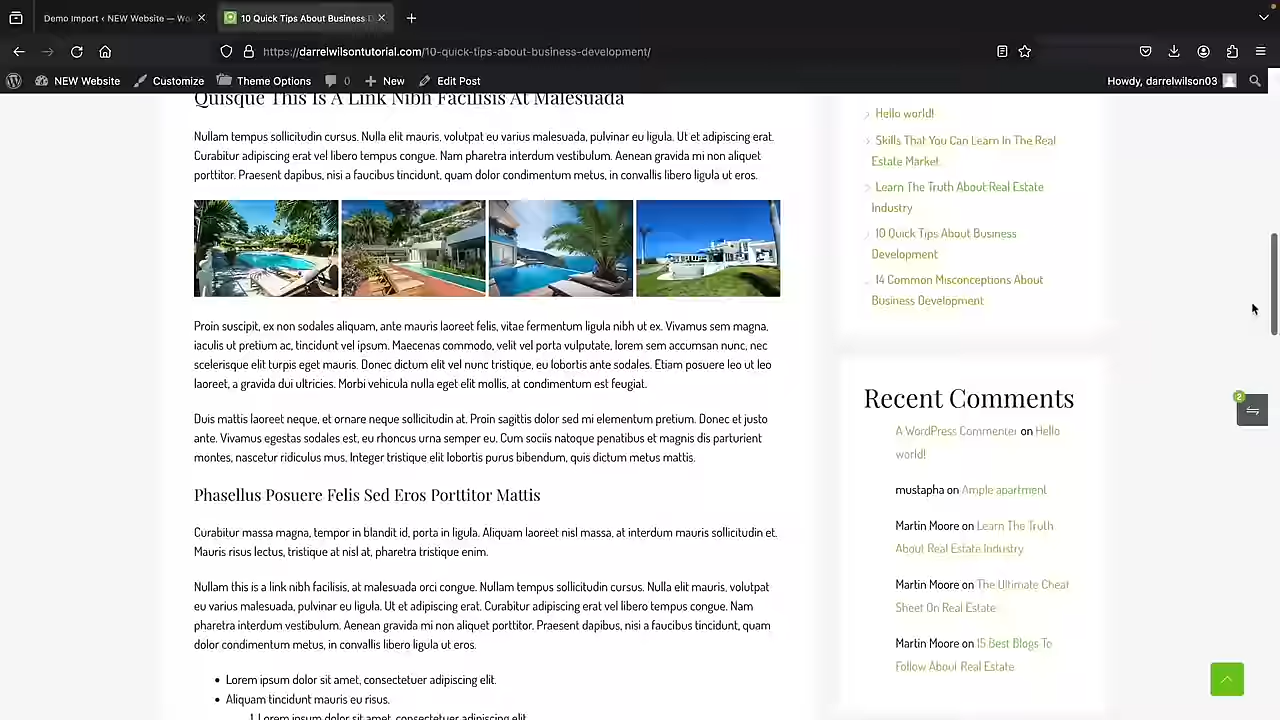 Demo Import ‹ NEW Website — Wo
10 Quick Tips About Business D
https://darrelwilsontutorial.com/10-quick-tips-about-business-development/
NEW Website
Customize
Theme Options
0
New
Edit Post
Howdy, darrelwilson03
Quisque This Is A Link Nibh Facilisis At Malesuada
Nullam tempus sollicitudin cursus. Nulla elit mauris, volutpat eu varius malesuada, pulvinar eu ligula. Ut et adipiscing erat.
Curabitur adipiscing erat vel libero tempus congue. Nam pharetra interdum vestibulum. Aenean gravida mi non aliquet
porttitor. Praesent dapibus, nisi a faucibus tincidunt, quam dolor condimentum metus, in convallis libero ligula ut eros.
Proin suscipit, ex non sodales aliquam, ante mauris laoreet felis, vitae fermentum ligula nibh ut ex. Vivamus sem magna,
iaculis ut pretium ac, tincidunt vel ipsum. Maecenas commodo, velit vel porta vulputate, lorem sem accumsan nunc, nec
scelerisque elit turpis eget mauris. Donec dictum elit vel nunc tristique, eu lobortis ante sodales. Etiam posuere leo ut leo
laoreet, a gravida dui ultricies. Morbi vehicula nulla eget elit mollis, at condimentum est feugiat.
Duis mattis laoreet neque, et ornare neque sollicitudin at. Proin sagittis dolor sed mi elementum pretium. Donec et justo
ante. Vivamus egestas sodales est, eu rhoncus urna semper eu. Cum sociis natoque penatibus et magnis dis parturient
montes, nascetur ridiculus mus. Integer tristique elit lobortis purus bibendum, quis dictum metus mattis.
Phasellus Posuere Felis Sed Eros Porttitor Mattis
Curabitur massa magna, tempor in blandit id, porta in ligula. Aliquam laoreet nisl massa, at interdum mauris sollicitudin et.
Mauris risus lectus, tristique at nisl at, pharetra tristique enim.
Nullam this is a link nibh facilisis, at malesuada orci congue. Nullam tempus sollicitudin cursus. Nulla elit mauris, volutpat
eu varius malesuada, pulvinar eu ligula. Ut et adipiscing erat. Curabitur adipiscing erat vel libero tempus congue. Nam
pharetra interdum vestibulum. Aenean gravida mi non aliquet porttitor. Praesent dapibus, nisi a faucibus tincidunt, quam
dolor condimentum metus, in convallis libero ligula ut eros.
• Lorem ipsum dolor sit amet, consectetuer adipiscing elit.
• Aliquam tincidunt mauris eu risus.
1. Lorem ipsum dolor sit amet, consectetuer adipiscing elit.
Hello world!
Skills That You Can Learn In The Real
Estate Market
Learn The Truth About Real Estate
Industry
10 Quick Tips About Business
Development
14 Common Misconceptions About
Business Development
Recent Comments
A WordPress Commenter on Hello
world!
mustapha on Ample apartment
Martin Moore on Learn The Truth
About Real Estate Industry
Martin Moore on The Ultimate Cheat
Sheet On Real Estate
Martin Moore on 15 Best Blogs To
Follow About Real Estate
2